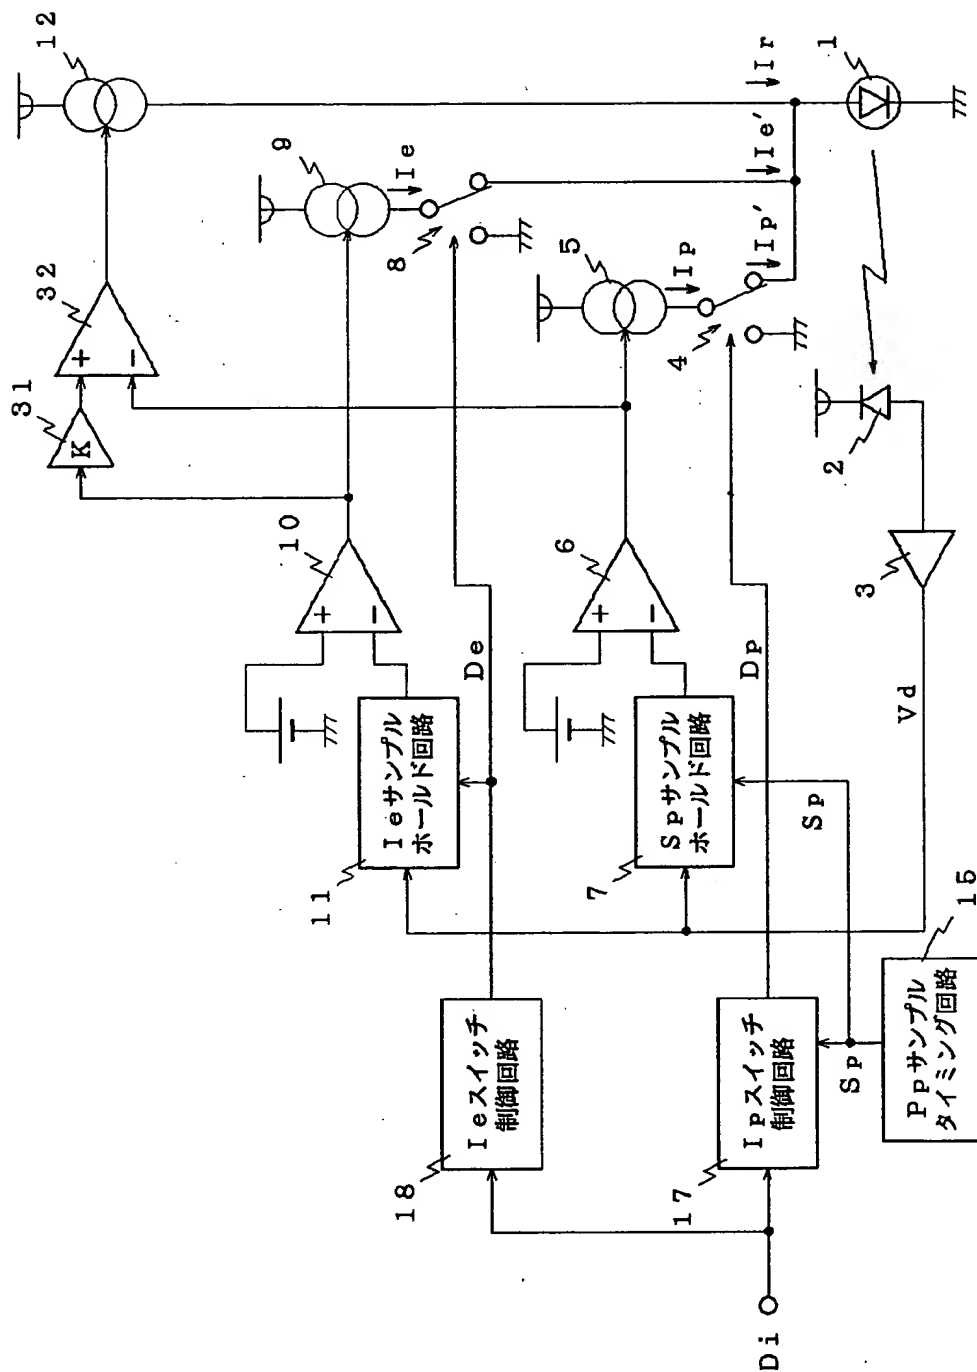 12
9
Ie
8
32
31
10
De
Ieサンプル
ホールド回路
11
Ieスイッチ
制御回路
18
5
Ip
4
6
Dp
Spサンプル
ホールド回路
7
Sp
Ipスイッチ
制御回路
17
Sp
Ppサンプル
タイミング回路
15
Ir
Ie'
Ip'
1
2
3
Vd
K
+
-
+
-
+
-
Di